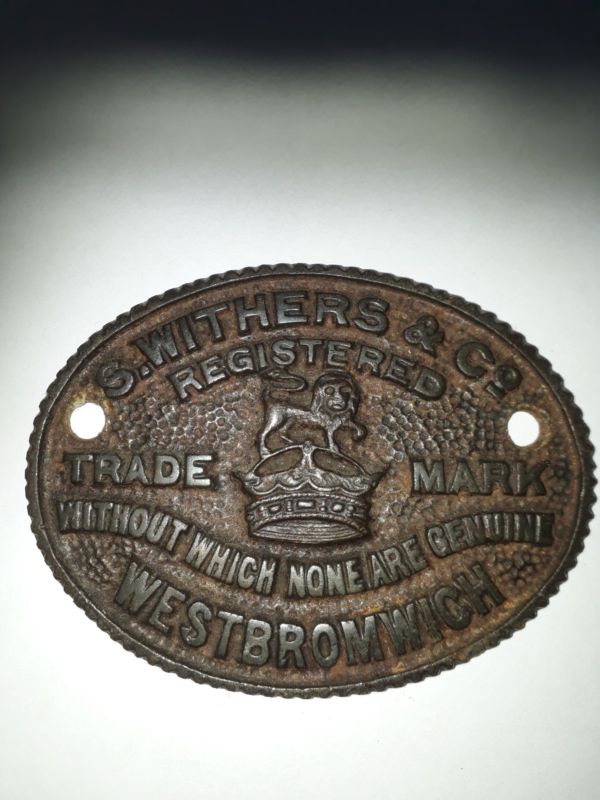 S. WITHERS & Co
REGISTERED
TRADE MARK
WITHOUT WHICH NONE ARE GENUINE
WESTBROMWICH